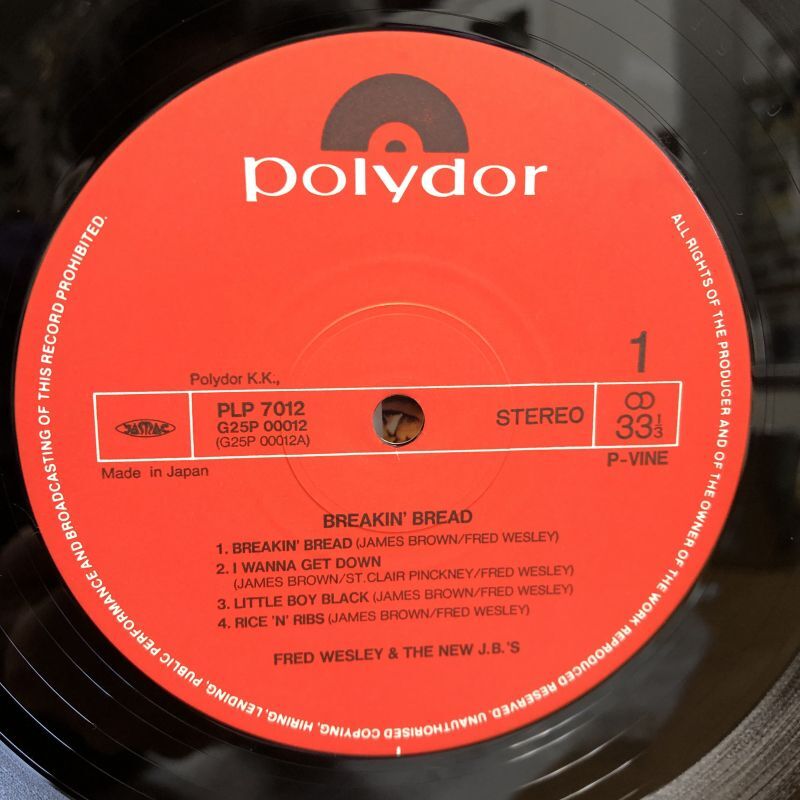 polydor
1
Polydor K.K.,
PLP 7012
G25P 00012
(G25P 00012A)
STEREO
33 1/3
JASRAC
Made in Japan
P-VINE
BREAKIN' BREAD
1. BREAKIN' BREAD (JAMES BROWN/FRED WESLEY)
2. I WANNA GET DOWN
(JAMES BROWN/ST. CLAIR PINCKNEY/FRED WESLEY)
3. LITTLE BOY BLACK (JAMES BROWN/FRED WESLEY)
4. RICE 'N' RIBS (JAMES BROWN/FRED WESLEY)
FRED WESLEY & THE NEW J.B.'S
ALL RIGHTS OF THE PRODUCER AND OF THE OWNER OF THE WORK REPRODUCED RESERVED. UNAUTHORISED COPYING, HIRING, LENDING, PUBLIC PERFORMANCE AND BROADCASTING OF THIS RECORD PROHIBITED.